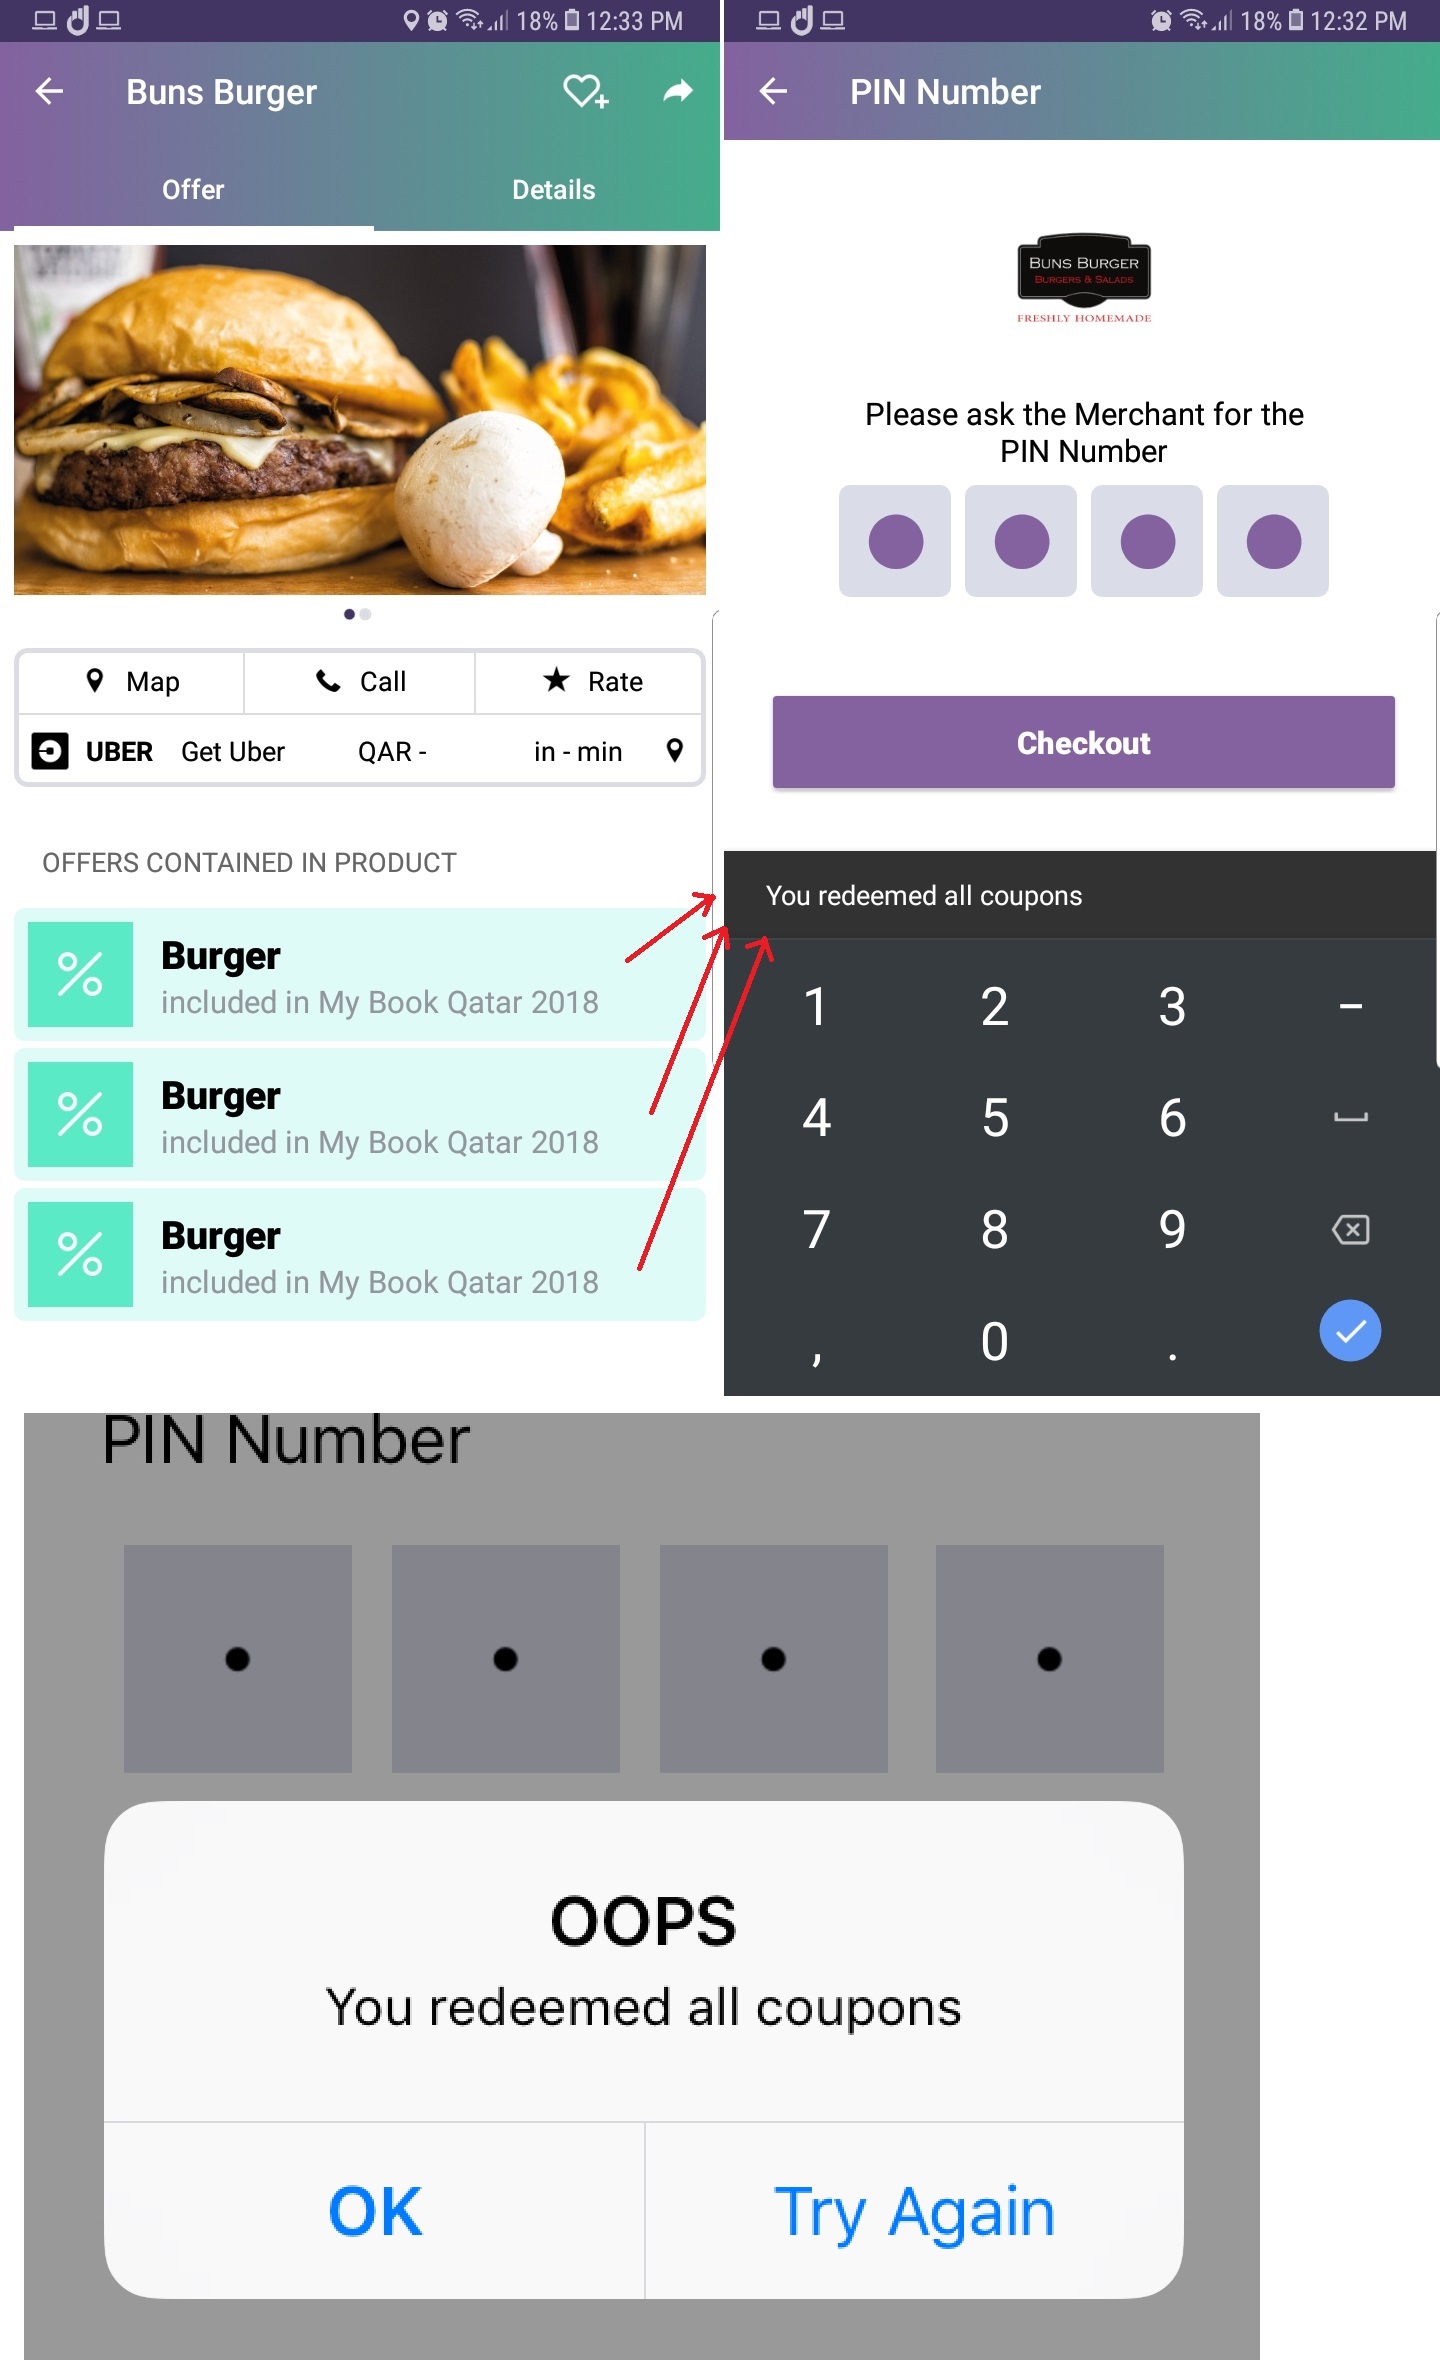 18% 12:33 PM
Buns Burger
Offer Details
Map Call Rate
UBER Get Uber QAR - in - min
OFFERS CONTAINED IN PRODUCT
%
Burger
included in My Book Qatar 2018
%
Burger
included in My Book Qatar 2018
%
Burger
included in My Book Qatar 2018
18% 12:32 PM
PIN Number
BUNS BURGER
BURGERS & SALADS
FRESHLY HOMEMADE
Please ask the Merchant for the
PIN Number
Checkout
You redeemed all coupons
1 2 3 -
4 5 6
7 8 9
, 0 .
PIN Number
OOPS
You redeemed all coupons
OK Try Again